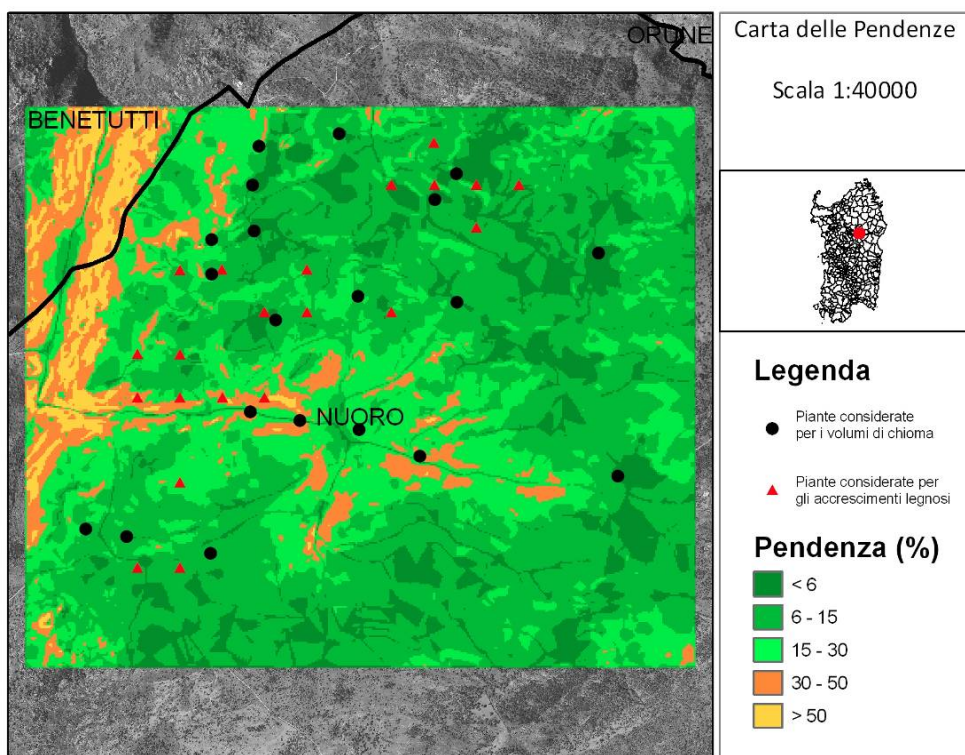 ORUNE
BENETUTTI
NUORO
Carta delle Pendenze
Scala 1:40000
Legenda
Piante considerate
per i volumi di chioma
Piante considerate per
gli accrescimenti legnosi
Pendenza (%)
< 6
6 - 15
15 - 30
30 - 50
> 50